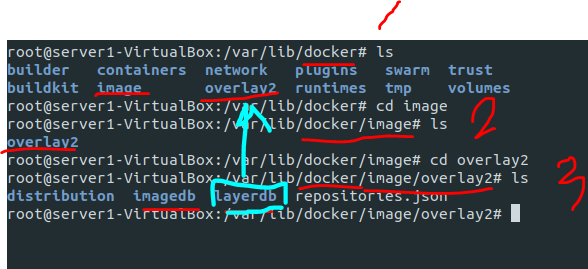 1
root@server1-VirtualBox:/var/lib/docker# ls
builder containers network plugins swarm trust
buildkit image overlay2 runtimes tmp volumes
root@server1-VirtualBox:/var/lib/docker# cd image
root@server1-VirtualBox:/var/lib/docker/image# ls
2
overlay2
root@server1-VirtualBox:/var/lib/docker/image# cd overlay2
root@server1-VirtualBox:/var/lib/docker/image/overlay2# ls
3
distribution imagedb layerdb repositories.json
root@server1-VirtualBox:/var/lib/docker/image/overlay2#